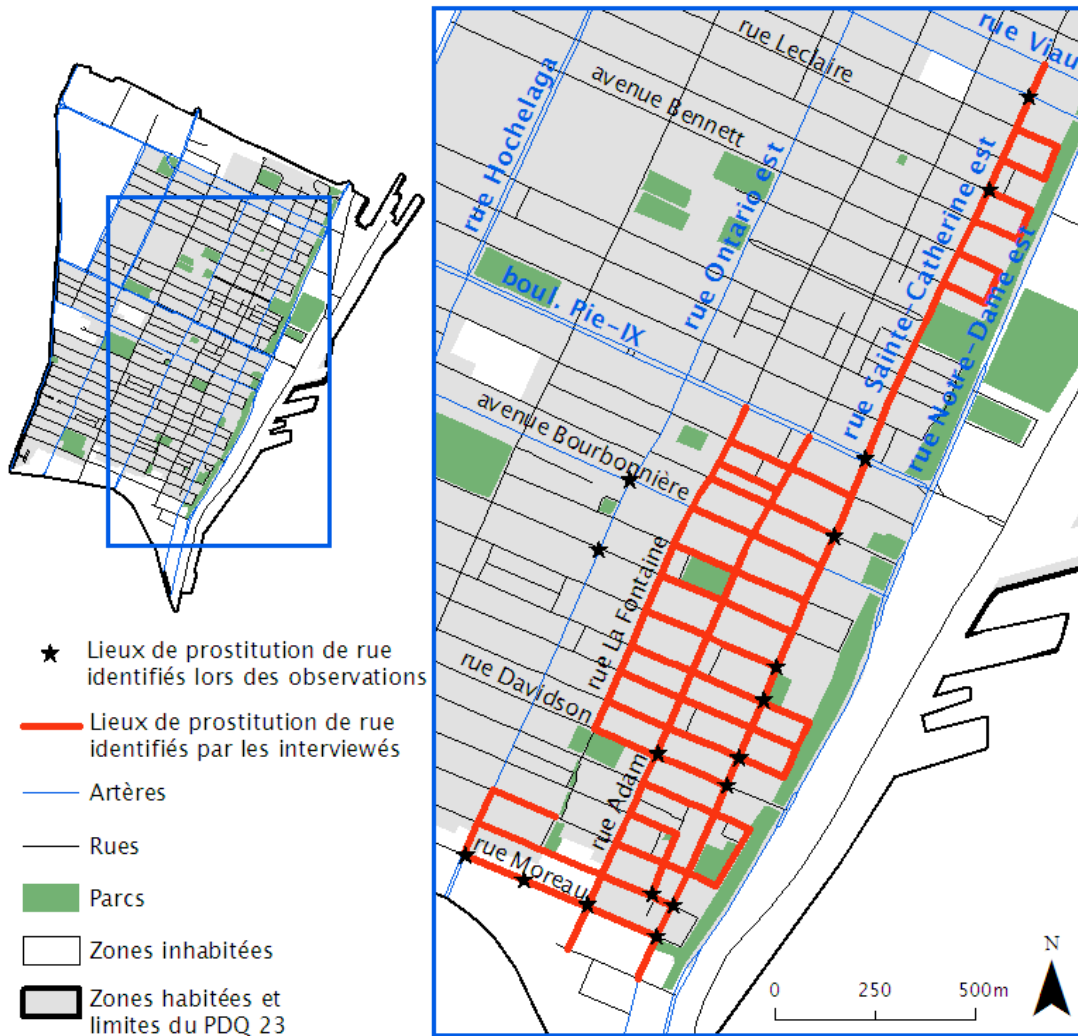 rue Viau
rue Leclaire
avenue Bennett
rue Hochelaga
rue Ontario est
rue Sainte-Catherine est
rue Notre-Dame est
boul. Pie-IX
avenue Bourbonnière
rue La Fontaine
rue Davidson
rue Adam
rue Moreau
Lieux de prostitution de rue
identifiés lors des observations
Lieux de prostitution de rue
identifiés par les interviewés
Artères
Rues
Parcs
Zones inhabitées
Zones habitées et
limites du PDQ 23
N
0 250 500m